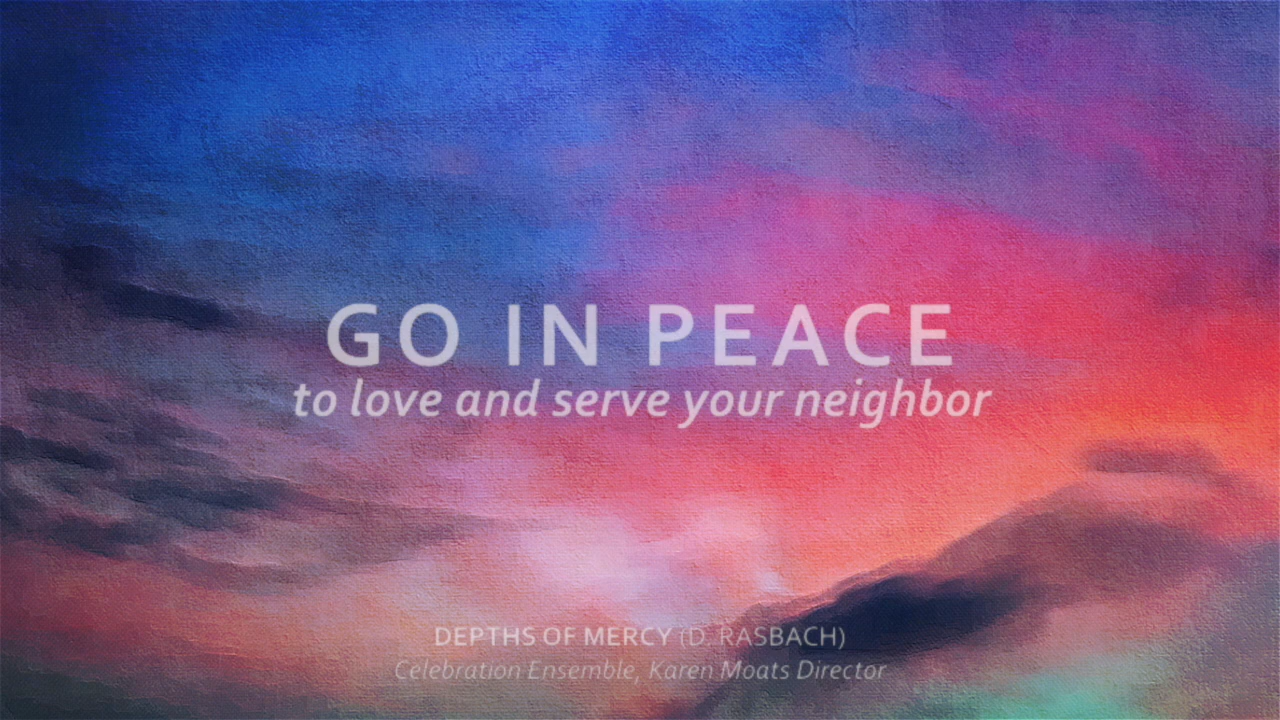 GO IN PEACE
to love and serve your neighbor
DEPTHS OF MERCY (D. RASBACH)
Celebration Ensemble, Karen Moats Director